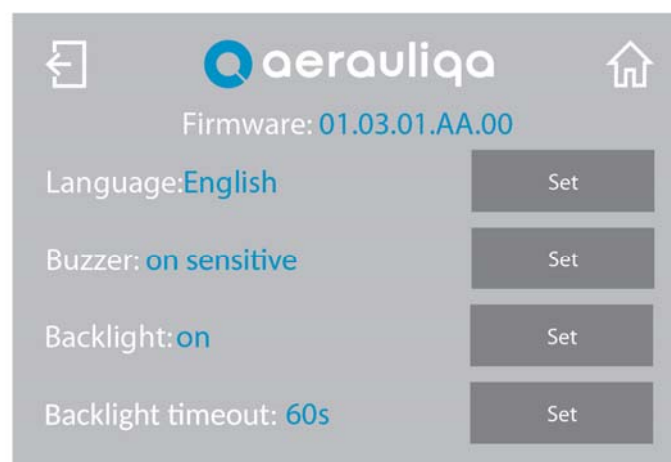 aerauliqa
Firmware: 01.03.01.AA.00
Language:English
Set
Buzzer: on sensitive
Set
Backlight:on
Set
Backlight timeout: 60s
Set